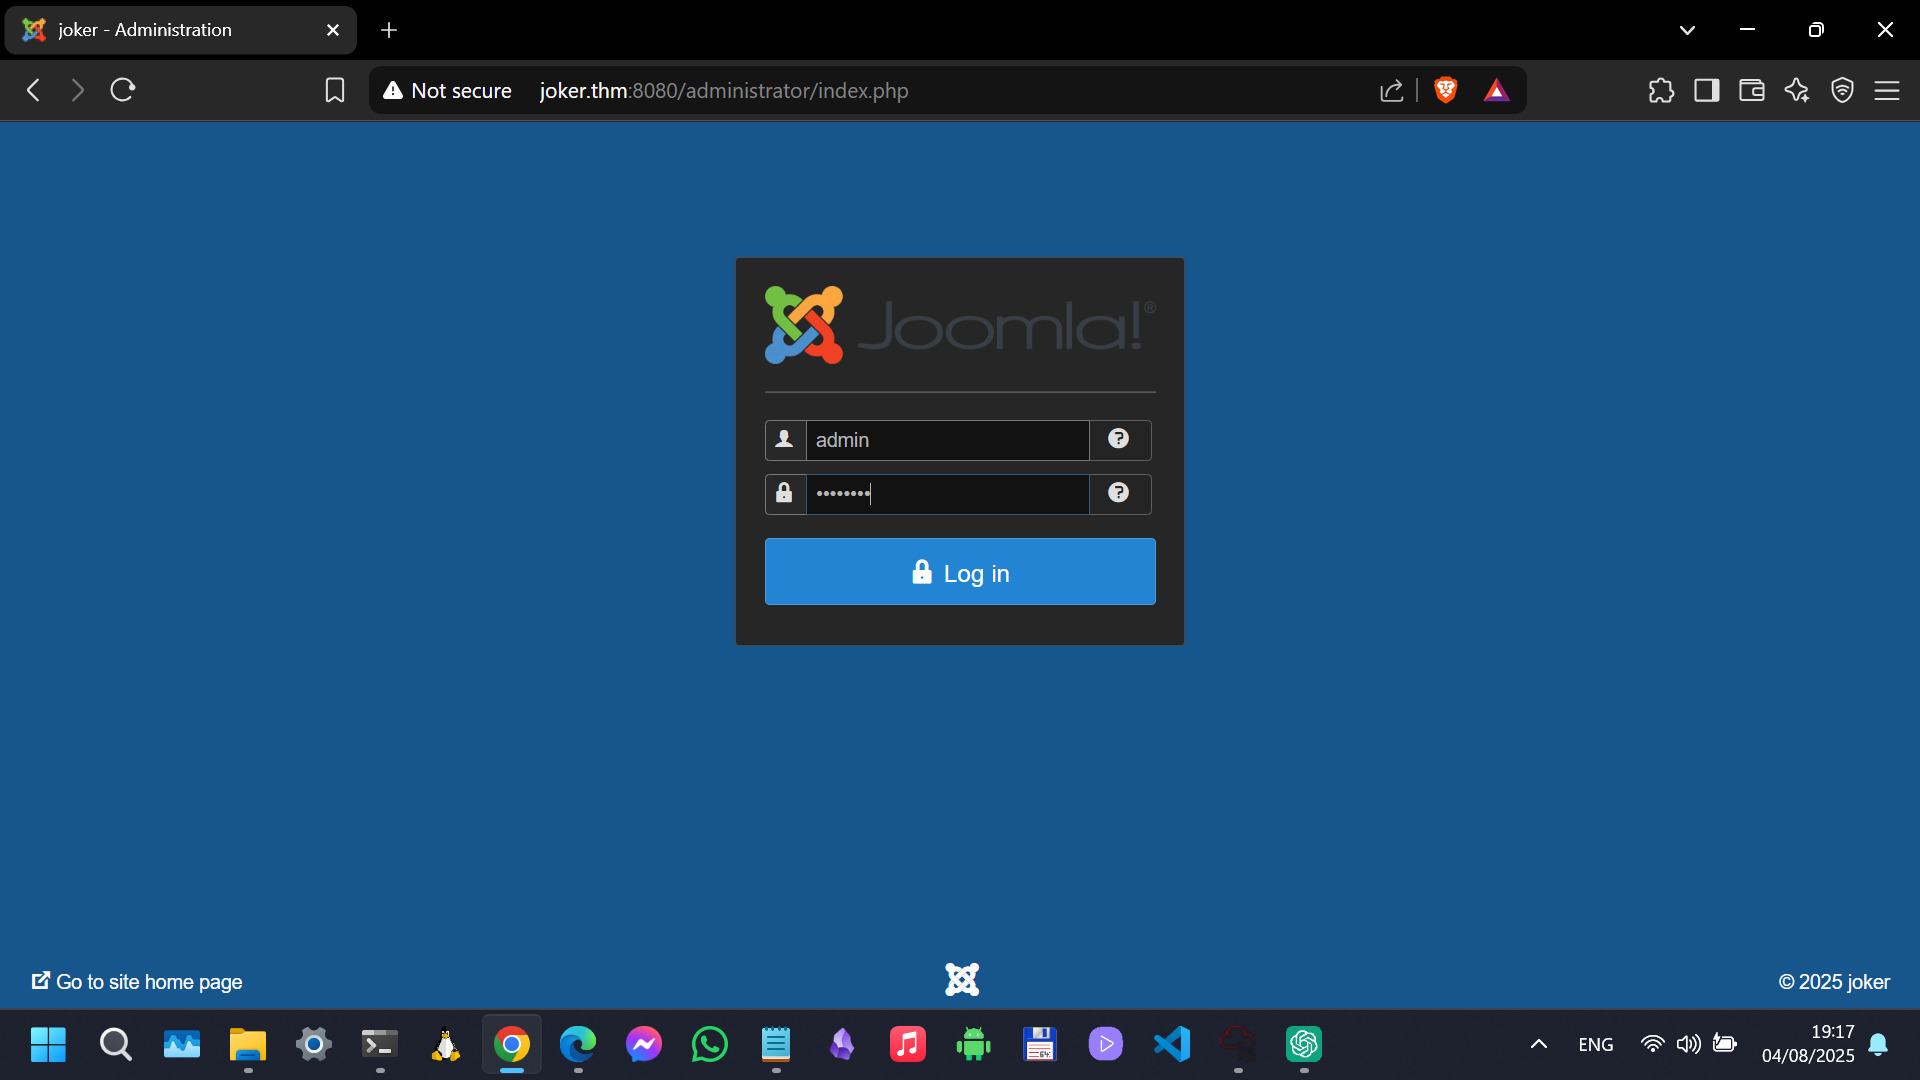 joker - Administration
Not secure
joker.thm:8080/administrator/index.php
Joomla!®
admin
Log in
Go to site home page
© 2025 joker
64
ENG
19:17
04/08/2025